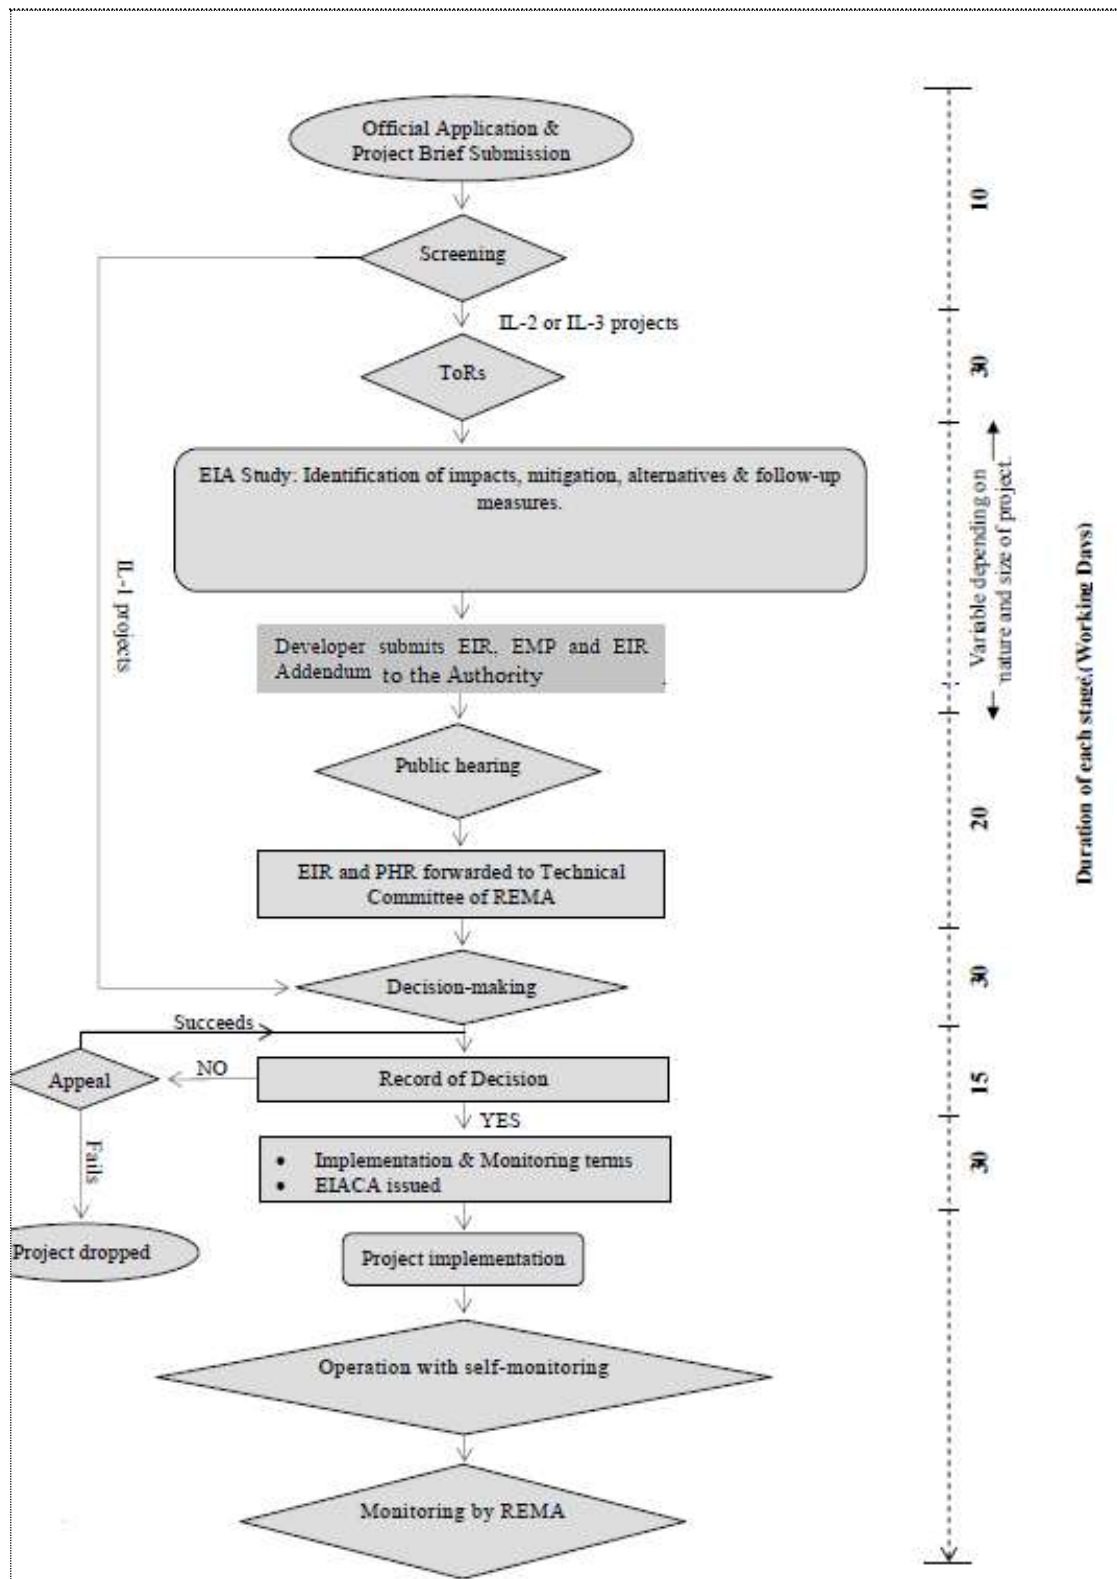 Official Application &
Project Brief Submission
10
Screening
IL-2 or IL-3 projects
30
ToRs
EIA Study: Identification of impacts, mitigation, alternatives & follow-up
measures.
Variable depending on
nature and size of project.
IL-1 projects
Duration of each stage.(Working Days)
Developer submits EIR, EMP and EIR
Addendum to the Authority
Public hearing
20
EIR and PHR forwarded to Technical
Committee of REMA
Decision-making
30
Succeeds
Appeal
NO
Record of Decision
15
YES
Fails
• Implementation & Monitoring terms
• EIACA issued
30
Project dropped
Project implementation
Operation with self-monitoring
Monitoring by REMA